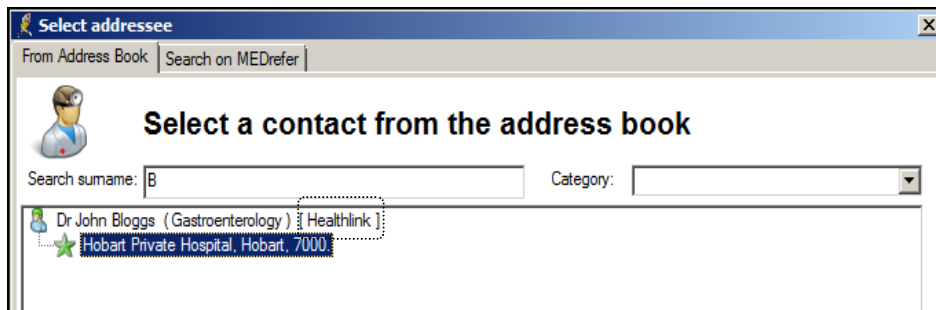 Select addressee
From Address Book Search on MEDrefer
Select a contact from the address book
Search surname: B Category:
Dr John Bloggs ( Gastroenterology ) [ Healthlink ]
Hobart Private Hospital, Hobart, 7000.